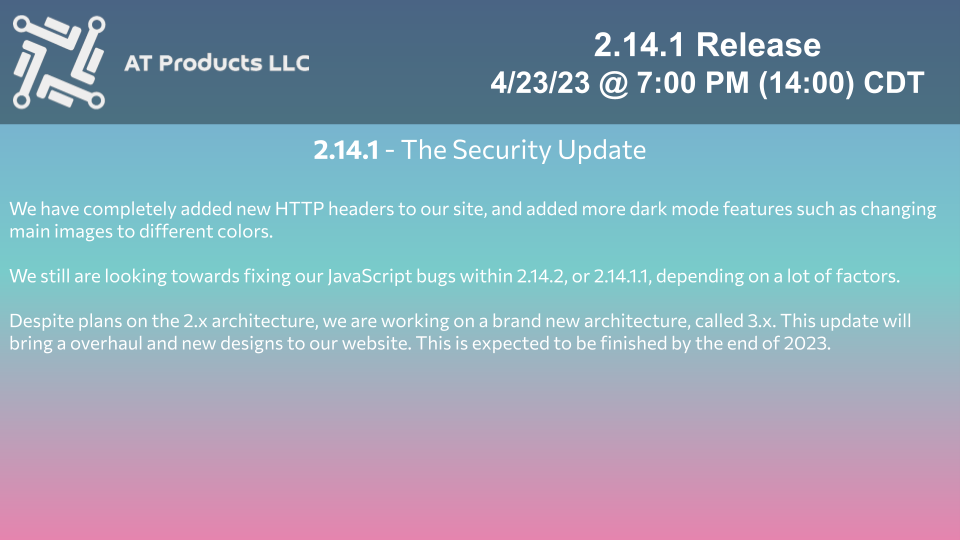 AT Products LLC
2.14.1 Release
4/23/23 @ 7:00 PM (14:00) CDT
2.14.1 - The Security Update
We have completely added new HTTP headers to our site, and added more dark mode features such as changing
main images to different colors.
We still are looking towards fixing our JavaScript bugs within 2.14.2, or 2.14.1.1, depending on a lot of factors.
Despite plans on the 2.x architecture, we are working on a brand new architecture, called 3.x. This update will
bring a overhaul and new designs to our website. This is expected to be finished by the end of 2023.